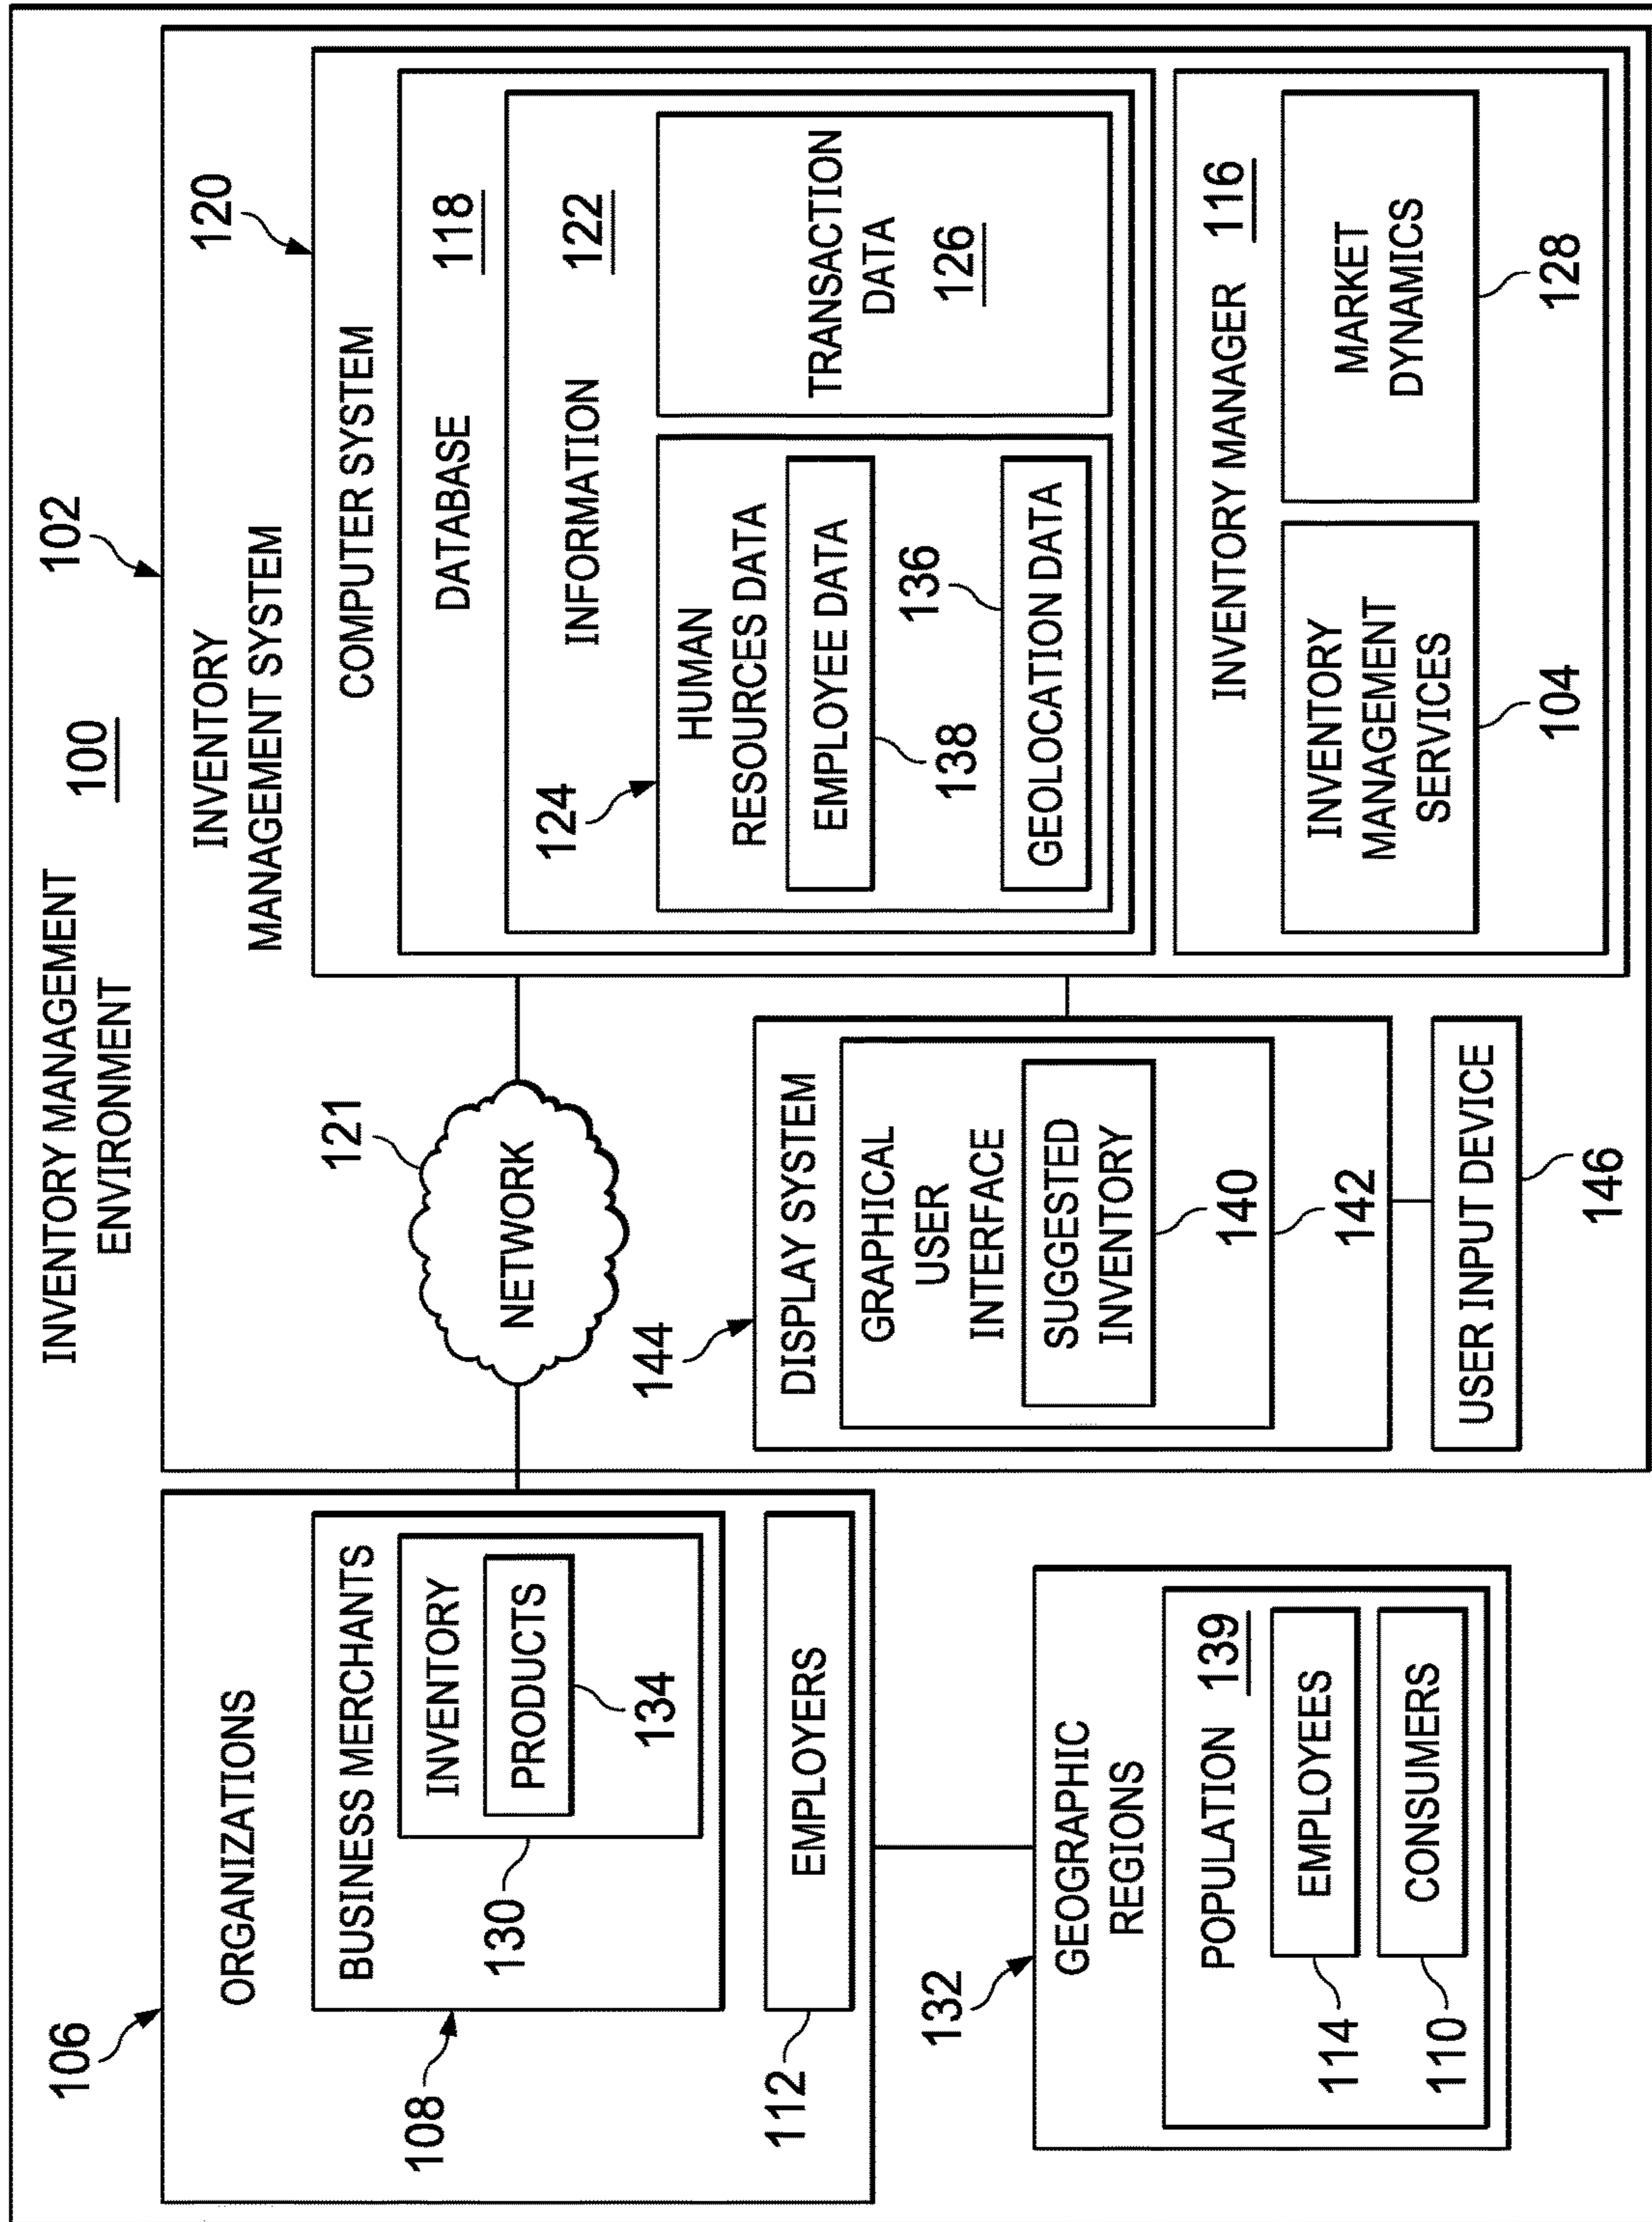 INVENTORY MANAGEMENT
ENVIRONMENT
100
102
106
ORGANIZATIONS
108
BUSINESS MERCHANTS
INVENTORY
PRODUCTS
130
134
112
EMPLOYERS
132
GEOGRAPHIC
REGIONS
POPULATION
139
114
EMPLOYEES
110
CONSUMERS
INVENTORY
MANAGEMENT SYSTEM
121
NETWORK
144
DISPLAY SYSTEM
GRAPHICAL
USER
INTERFACE
SUGGESTED
INVENTORY
140
142
USER INPUT DEVICE
146
120
COMPUTER SYSTEM
DATABASE
118
INFORMATION
122
124
HUMAN
RESOURCES DATA
EMPLOYEE DATA
138
136
GEOLOCATION DATA
TRANSACTION
DATA
126
INVENTORY MANAGER
116
INVENTORY
MANAGEMENT
SERVICES
104
MARKET
DYNAMICS
128